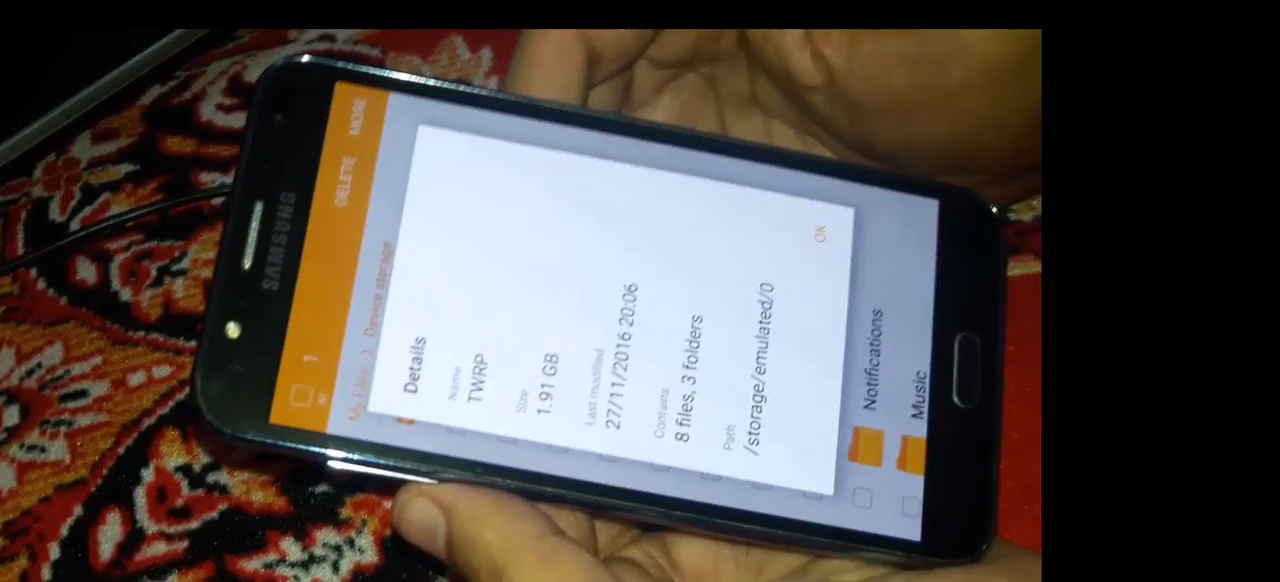 SAMSUNG
1
DELETE
MORE
My Files > Device storage
Details
Name
TWRP
Size
1.91 GB
Last modified
27/11/2016 20:06
Contains
8 files, 3 folders
Path
/storage/emulated/0
OK
Notifications
Music